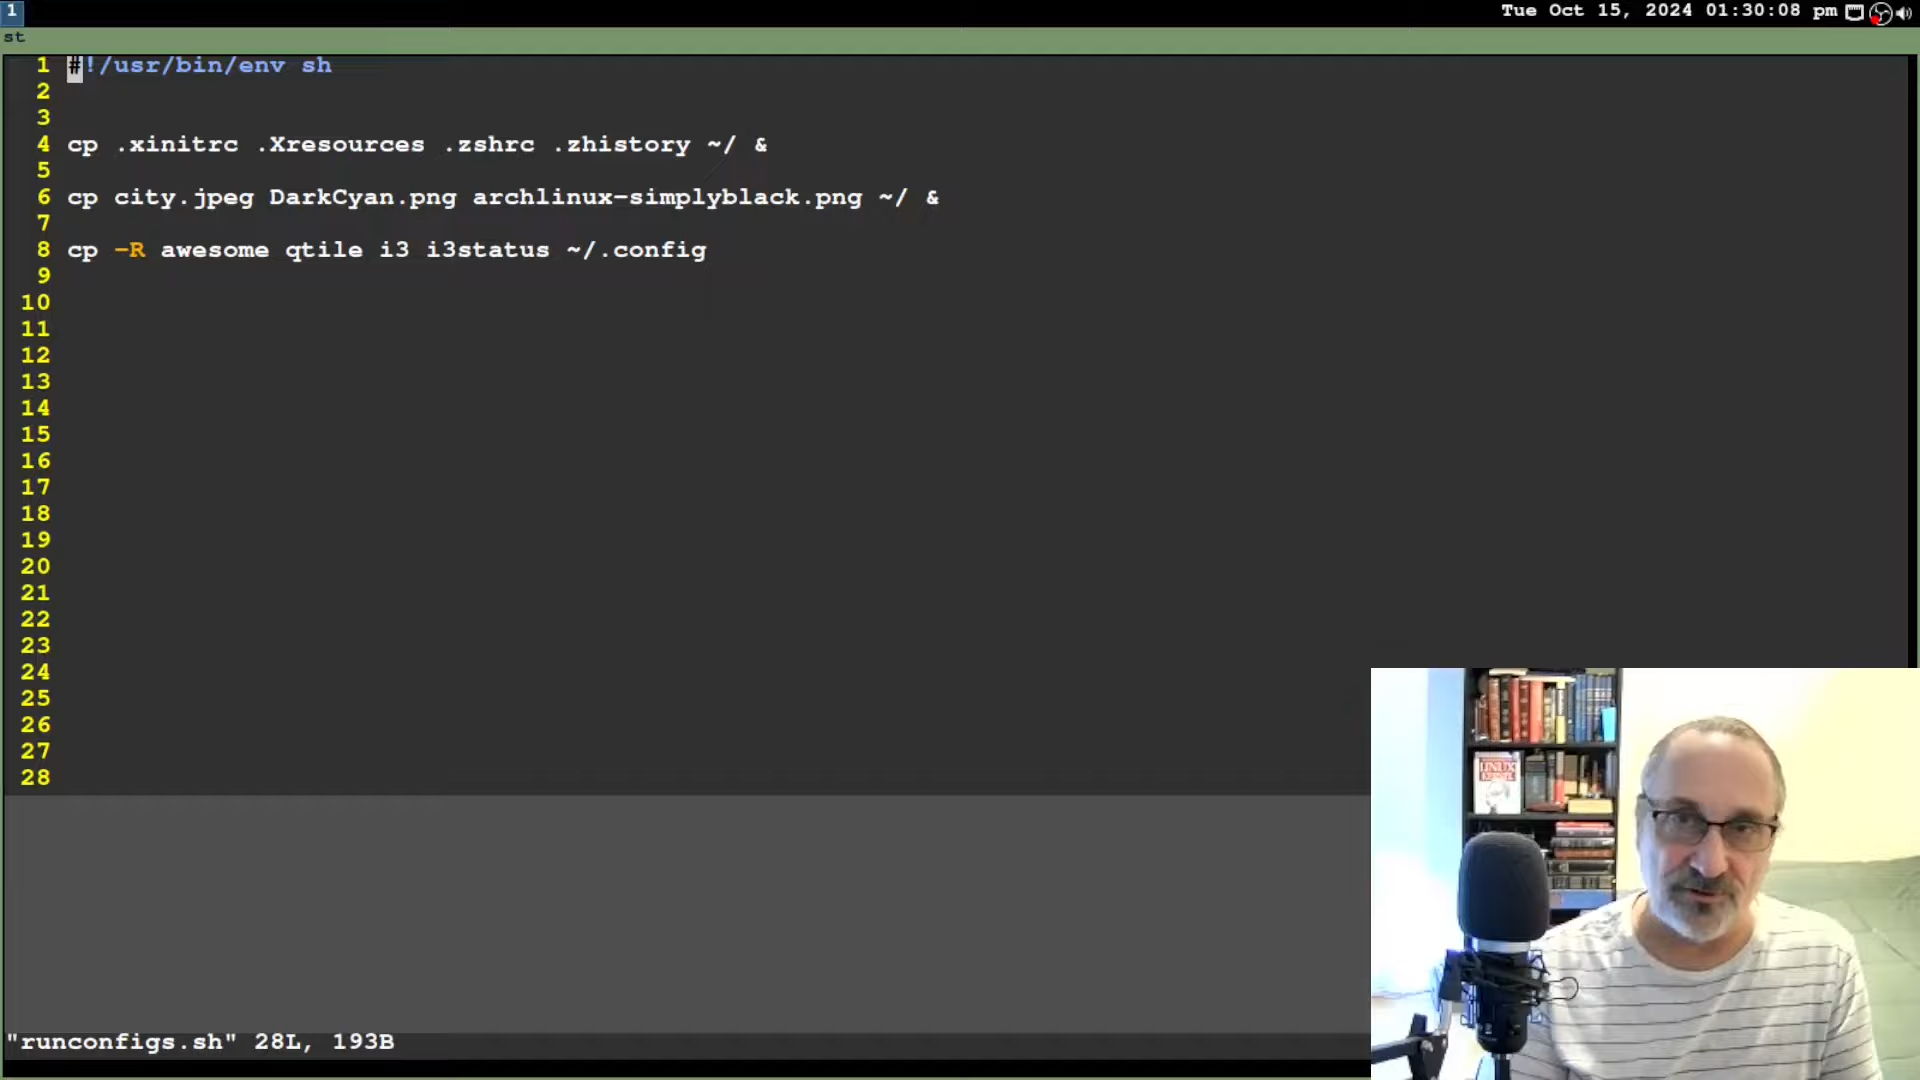 1
Tue Oct 15, 2024 01:30:08 pm
st
1 #!/usr/bin/env sh
2
3
4 cp .xinitrc .Xresources .zshrc .zhistory ~/ &
5
6 cp city.jpeg DarkCyan.png archlinux-simplyblack.png ~/ &
7
8 cp -R awesome qtile i3 i3status ~/.config
9
10
11
12
13
14
15
16
17
18
19
20
21
22
23
24
25
26
27
28
LINUX
KERNEL
"runconfigs.sh" 28L, 193B